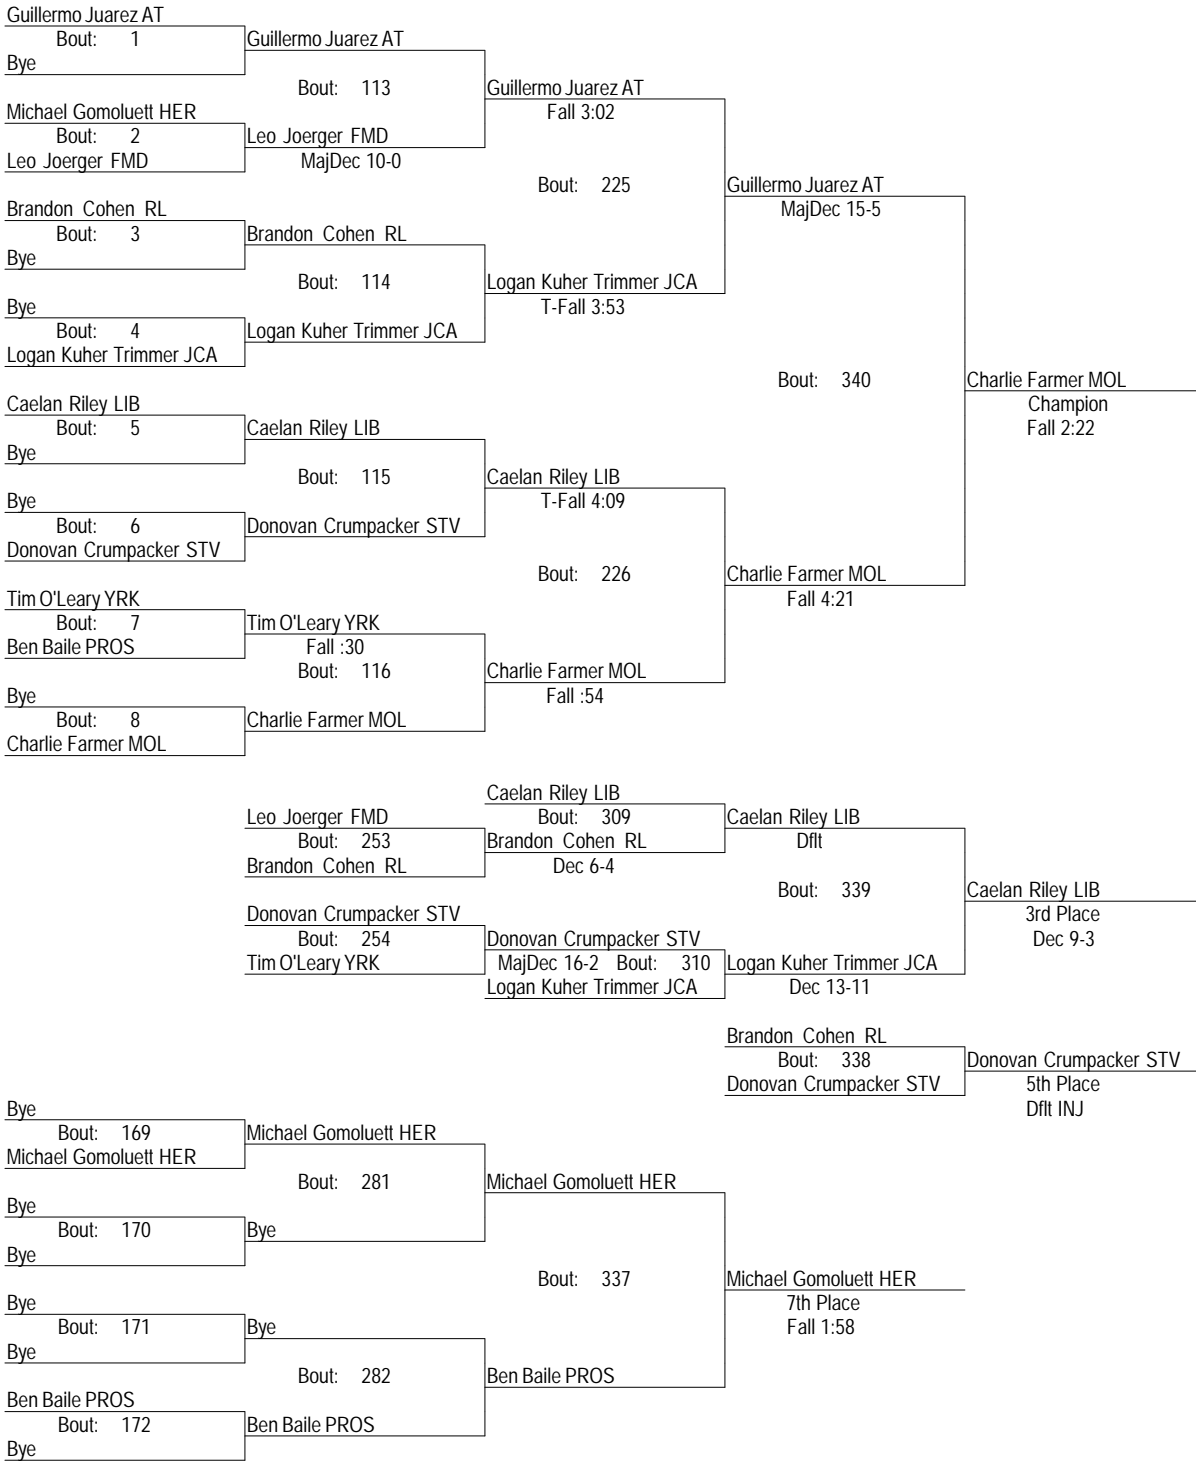 Guillermo Juarez AT
Bout: 1 Guillermo Juarez AT
Bye
Bout: 113 Guillermo Juarez AT
Michael Gomoluett HER Fall 3:02
Bout: 2 Leo Joerger FMD
Leo Joerger FMD MajDec 10-0
Bout: 225 Guillermo Juarez AT
Brandon Cohen RL MajDec 15-5
Bout: 3 Brandon Cohen RL
Bye
Bout: 114 Logan Kuher Trimmer JCA
Bye T-Fall 3:53
Bout: 4 Logan Kuher Trimmer JCA
Logan Kuher Trimmer JCA
Bout: 340 Charlie Farmer MOL
Caelan Riley LIB Champion
Bout: 5 Caelan Riley LIB Fall 2:22
Bye
Bout: 115 Caelan Riley LIB
Bye T-Fall 4:09
Bout: 6 Donovan Crumpacker STV
Donovan Crumpacker STV
Bout: 226 Charlie Farmer MOL
Tim O'Leary YRK Fall 4:21
Bout: 7 Tim O'Leary YRK
Ben Baile PROS Fall :30
Bout: 116 Charlie Farmer MOL
Bye Fall :54
Bout: 8 Charlie Farmer MOL
Charlie Farmer MOL
Caelan Riley LIB
Leo Joerger FMD Bout: 309 Caelan Riley LIB
Bout: 253 Brandon Cohen RL Dflt
Brandon Cohen RL Dec 6-4
Bout: 339 Caelan Riley LIB
Donovan Crumpacker STV 3rd Place
Bout: 254 Donovan Crumpacker STV Dec 9-3
Tim O'Leary YRK MajDec 16-2 Bout: 310 Logan Kuher Trimmer JCA
Logan Kuher Trimmer JCA Dec 13-11
Brandon Cohen RL
Bout: 338 Donovan Crumpacker STV
Donovan Crumpacker STV 5th Place
Bye Dflt INJ
Bout: 169 Michael Gomoluett HER
Michael Gomoluett HER
Bout: 281 Michael Gomoluett HER
Bye
Bout: 170 Bye
Bye
Bout: 337 Michael Gomoluett HER
Bye 7th Place
Bout: 171 Bye Fall 1:58
Bye
Bout: 282 Ben Baile PROS
Ben Baile PROS
Bout: 172 Ben Baile PROS
Bye